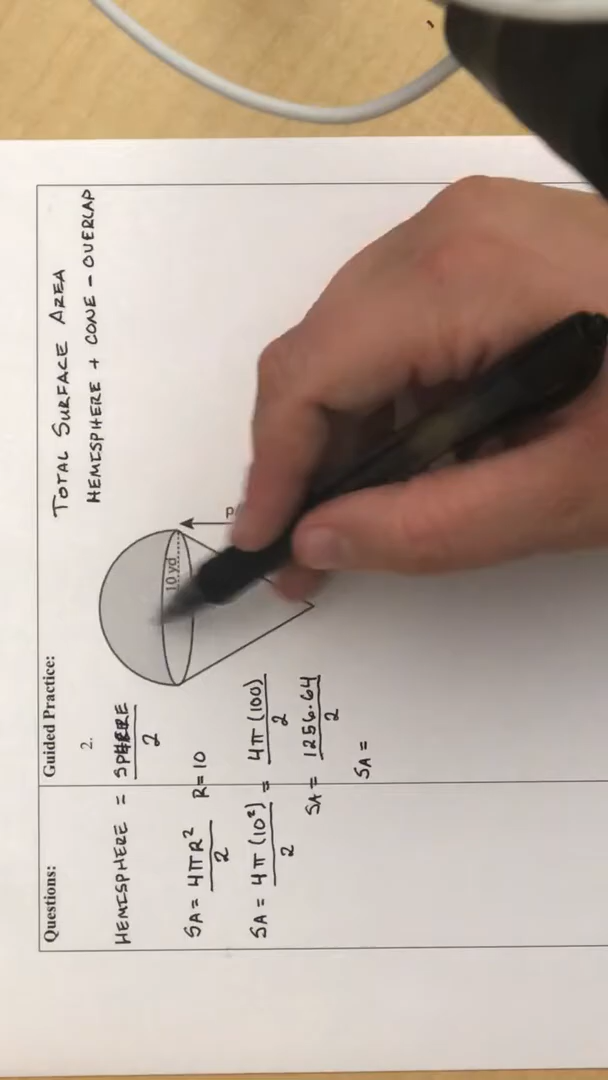 Questions:
Guided Practice:
TOTAL SURFACE AREA
HEMISPHERE + CONE - OVERLAP
2.
HEMISPHERE = SPHERE
2
10 yd
SA = 4πR²
2
R=10
SA = 4π(10²)
2
= 4π(100)
2
SA = 1256.64
2
SA =